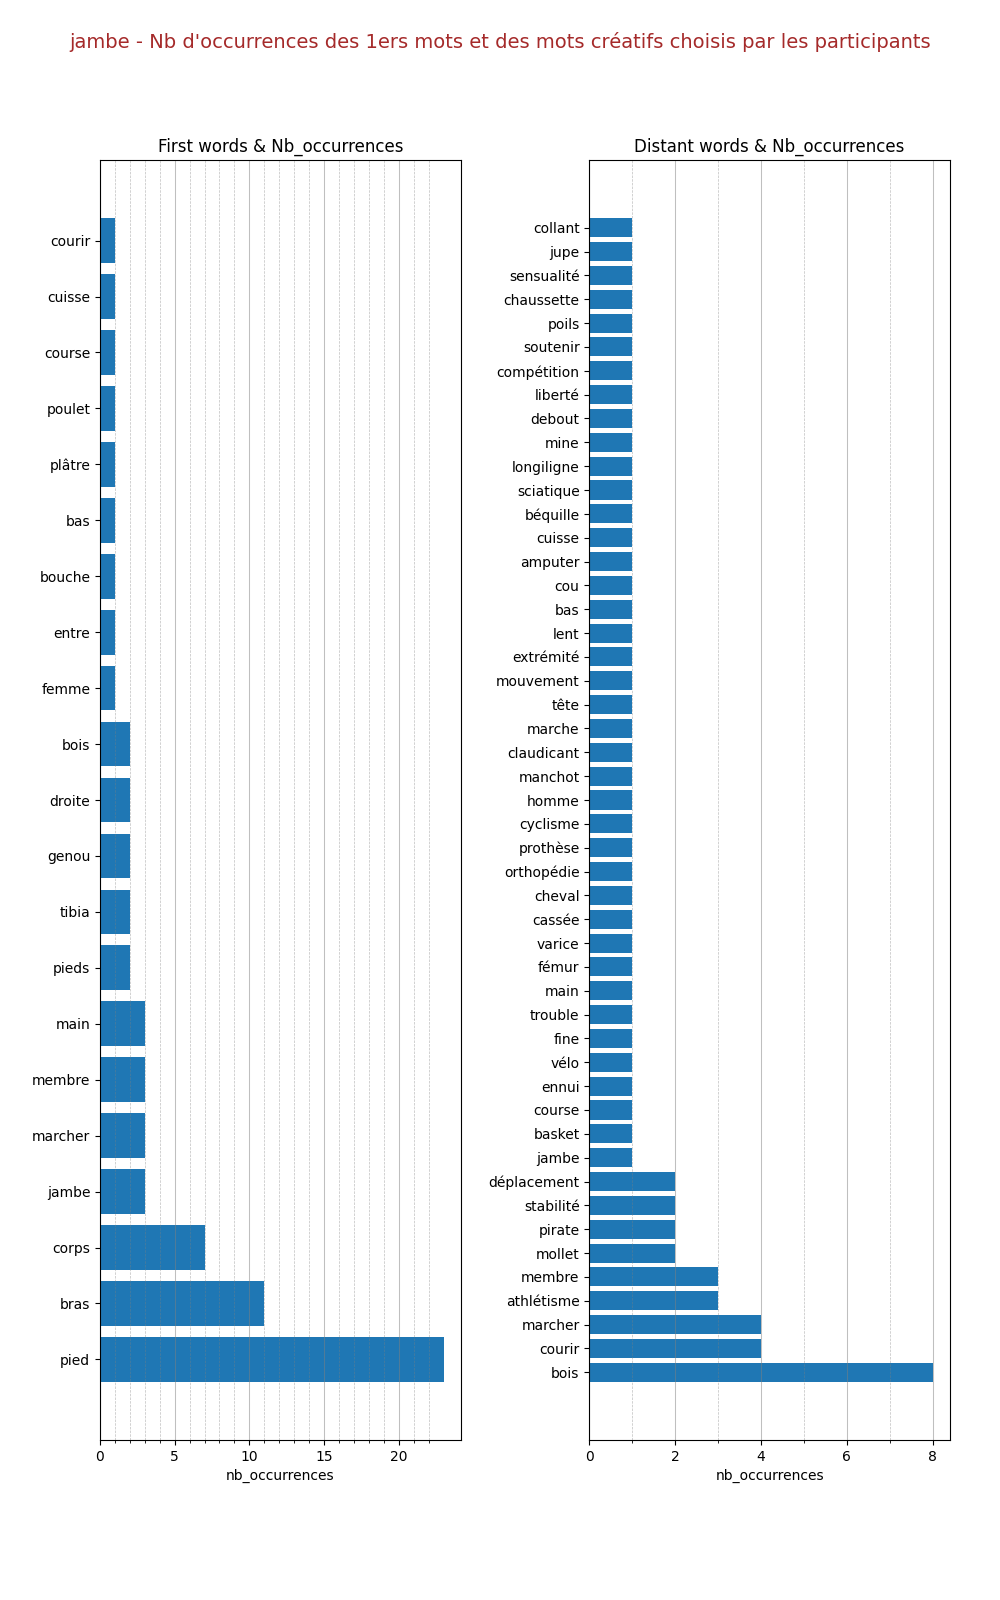 jambe - Nb d'occurrences des 1ers mots et des mots créatifs choisis par les participants
First words & Nb_occurrences
courir
cuisse
course
poulet
plâtre
bas
bouche
entre
femme
bois
droite
genou
tibia
pieds
main
membre
marcher
jambe
corps
bras
pied
0 5 10 15 20
nb_occurrences
Distant words & Nb_occurrences
collant
jupe
sensualité
chaussette
poils
soutenir
compétition
liberté
debout
mine
longiligne
sciatique
béquille
cuisse
amputer
cou
bas
lent
extrémité
mouvement
tête
marche
claudicant
manchot
homme
cyclisme
prothèse
orthopédie
cheval
cassée
varice
fémur
main
trouble
fine
vélo
ennui
course
basket
jambe
déplacement
stabilité
pirate
mollet
membre
athlétisme
marcher
courir
bois
0 2 4 6 8
nb_occurrences